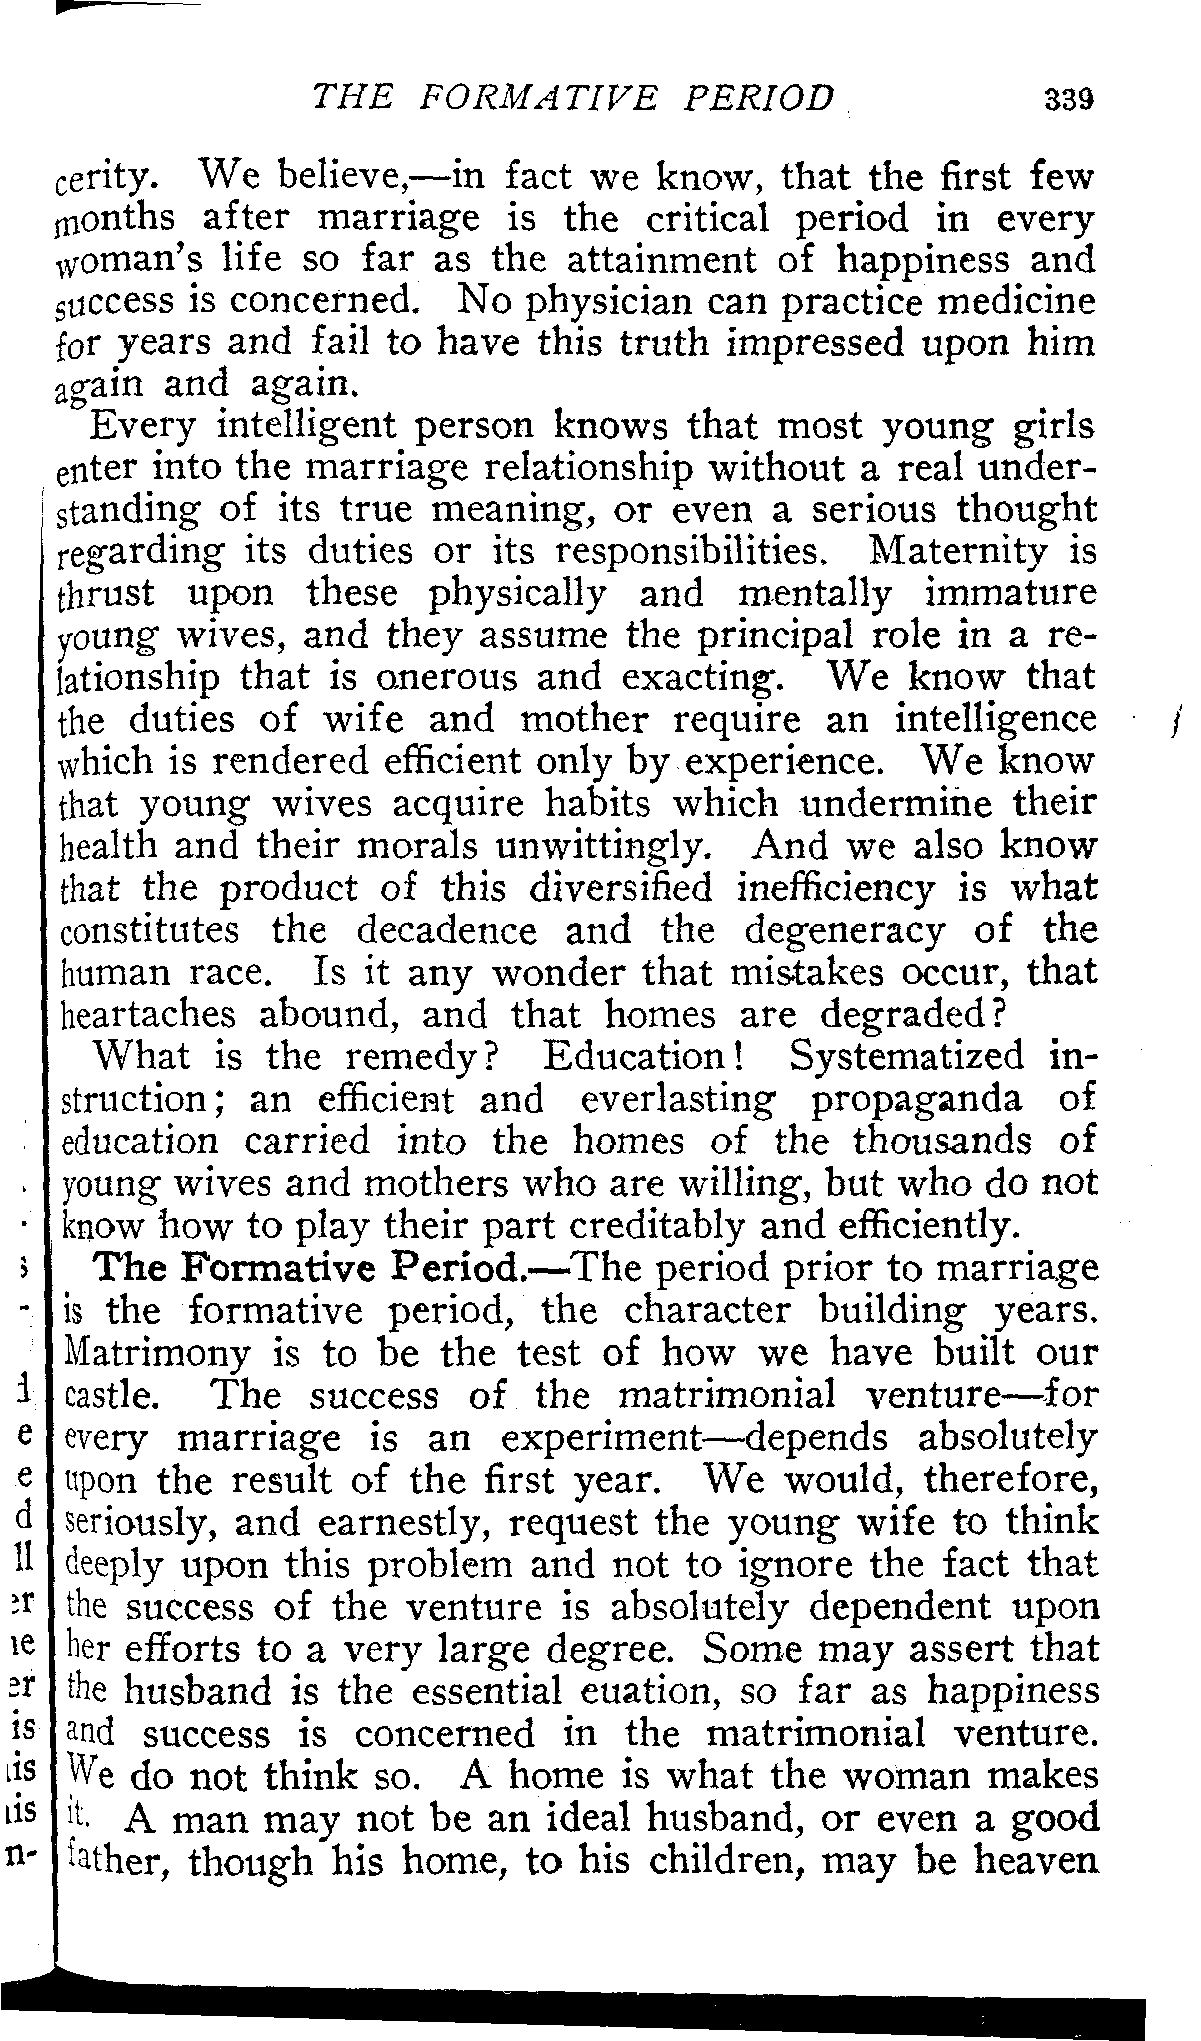 THE FORMATIVE PERIOD 339
cerity. We believe,—in fact we know, that the first few
months after marriage is the critical period in every
woman's life so far as the attainment of happiness and
success is concerned. No physician can practice medicine
for years and fail to have this truth impressed upon him
again and again.
Every intelligent person knows that most young girls
enter into the marriage relationship without a real under-
standing of its true meaning, or even a serious thought
regarding its duties or its responsibilities. Maternity is
thrust upon these physically and mentally immature
young wives, and they assume the principal role in a re-
lationship that is onerous and exacting. We know that
the duties of wife and mother require an intelligence
which is rendered efficient only by experience. We know
that young wives acquire habits which undermine their
health and their morals unwittingly. And we also know
that the product of this diversified inefficiency is what
constitutes the decadence and the degeneracy of the
human race. Is it any wonder that mistakes occur, that
heartaches abound, and that homes are degraded?
What is the remedy? Education! Systematized in-
struction; an efficient and everlasting propaganda of
education carried into the homes of the thousands of
young wives and mothers who are willing, but who do not
know how to play their part creditably and efficiently.
The Formative Period.—The period prior to marriage
is the formative period, the character building years.
Matrimony is to be the test of how we have built our
castle. The success of the matrimonial venture—for
every marriage is an experiment—depends absolutely
upon the result of the first year. We would, therefore,
seriously, and earnestly, request the young wife to think
deeply upon this problem and not to ignore the fact that
the success of the venture is absolutely dependent upon
her efforts to a very large degree. Some may assert that
the husband is the essential euation, so far as happiness
and success is concerned in the matrimonial venture.
We do not think so. A home is what the woman makes
it. A man may not be an ideal husband, or even a good
father, though his home, to his children, may be heaven